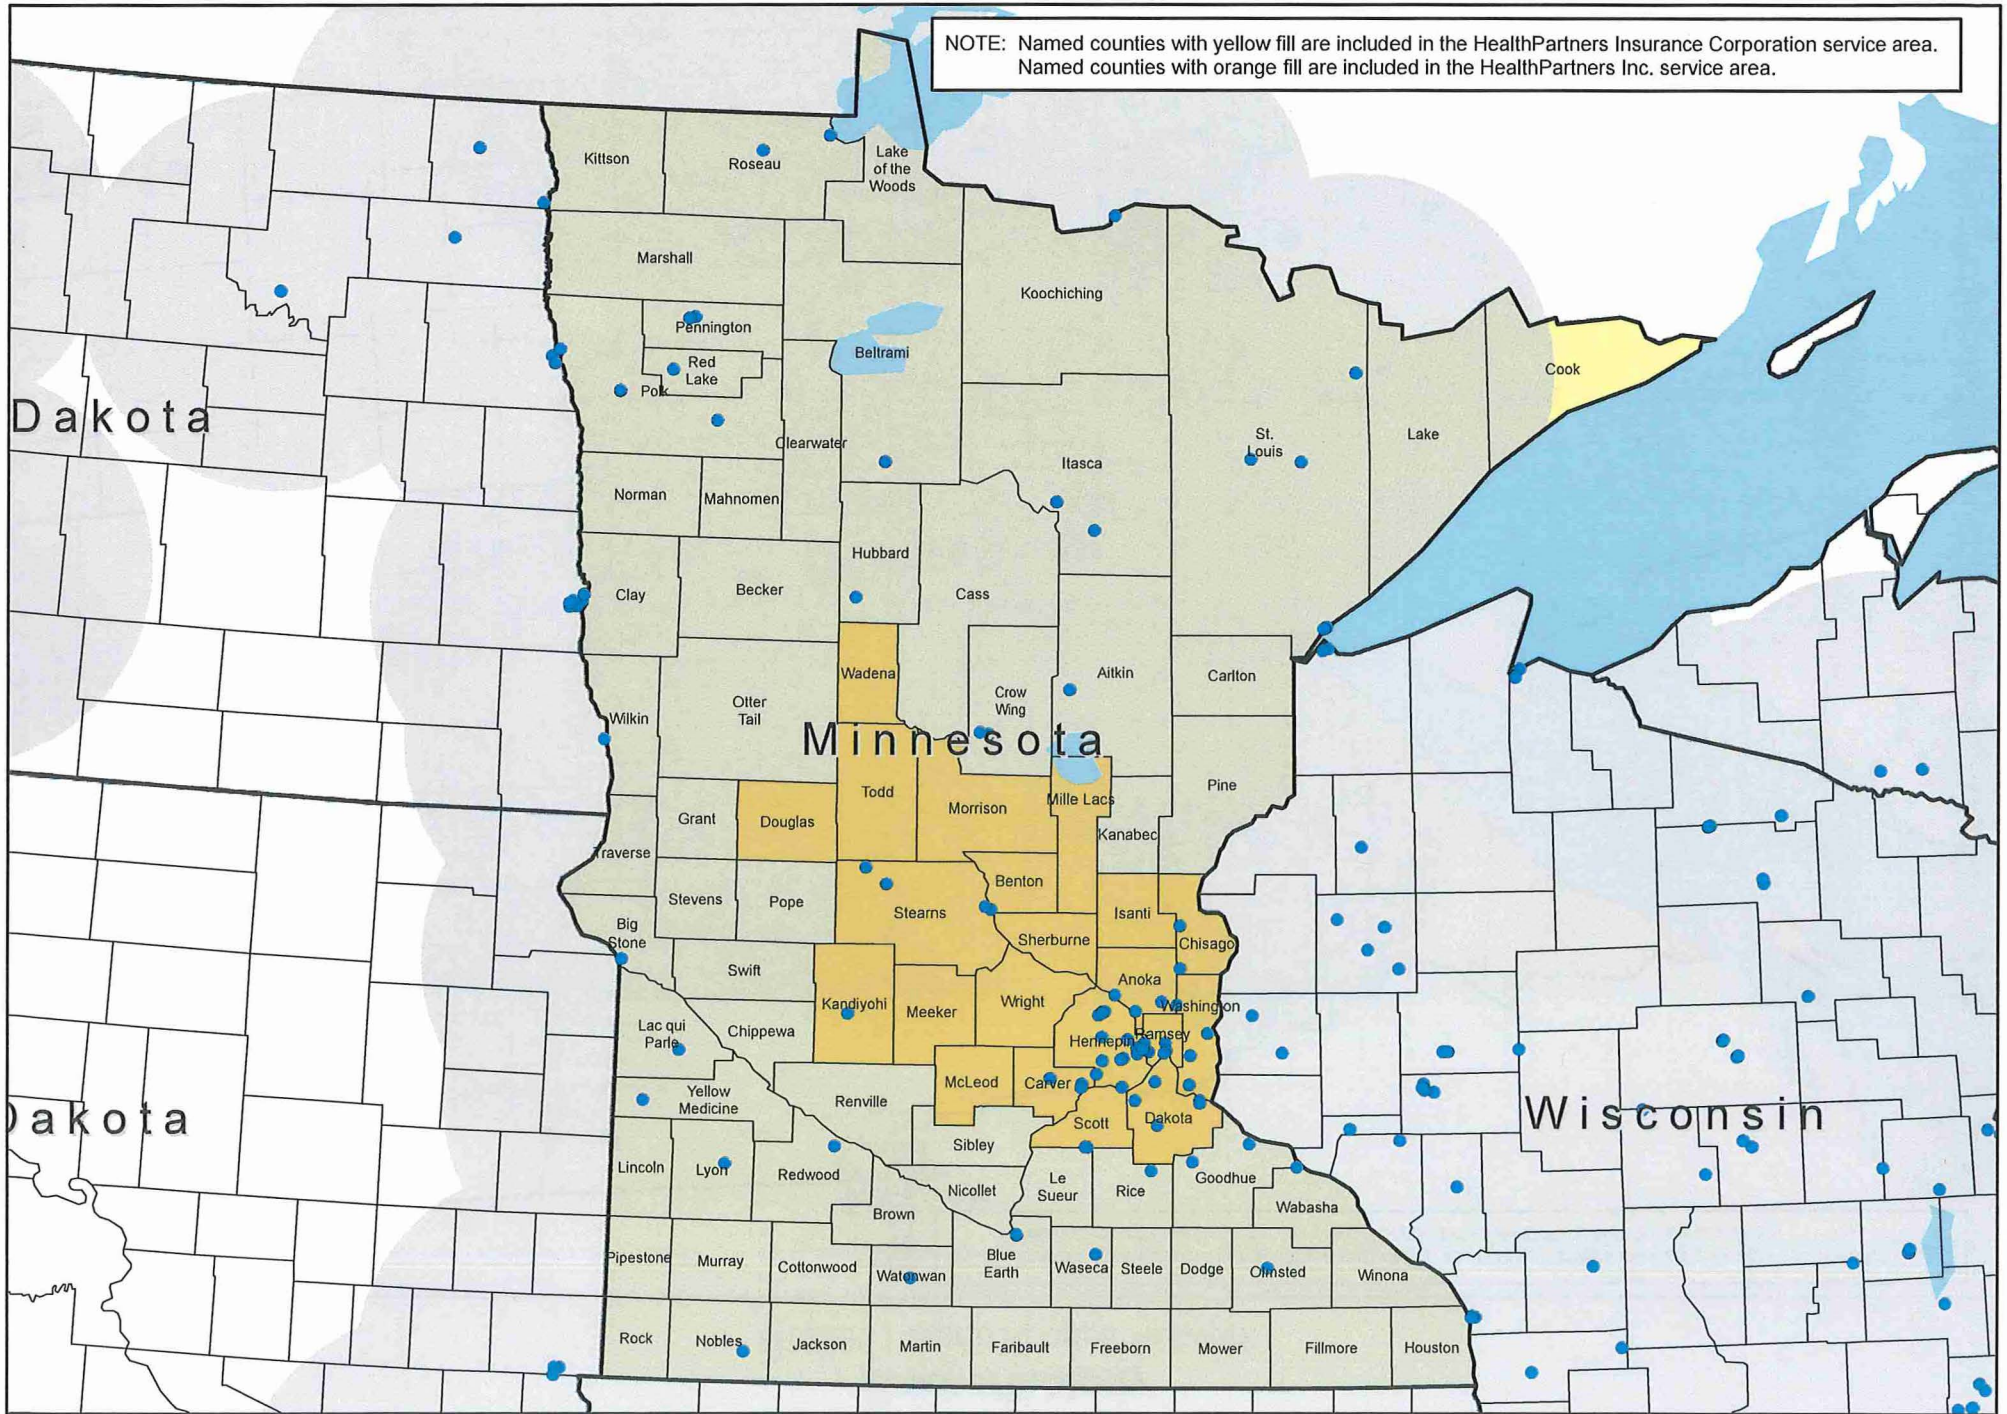 NOTE: Named counties with yellow fill are included in the HealthPartners Insurance Corporation service area.
Named counties with orange fill are included in the HealthPartners Inc. service area.
Kittson
Roseau
Lake
of the
Woods
Marshall
Koochiching
Pennington
Beltrami
Red
Lake
Polk
Cook
Dakota
Clearwater
St.
Louis
Lake
Itasca
Norman
Mahnomen
Hubbard
Clay
Becker
Cass
Wadena
Aitkin
Carlton
Otter
Tail
Crow
Wing
Wilkin
Minnesota
Pine
Todd
Morrison
Mille Lacs
Grant
Douglas
Kanabec
Traverse
Benton
Stevens
Pope
Stearns
Isanti
Big
Stone
Sherburne
Chisago
Swift
Anoka
Kandiyohi
Meeker
Wright
Washington
Lac qui
Parle
Chippewa
Hennepin
Ramsey
McLeod
Carver
Yellow
Medicine
Renville
Dakota
Wisconsin
Scott
Dakota
Sibley
Lincoln
Lyon
Redwood
Le
Sueur
Rice
Goodhue
Nicollet
Brown
Wabasha
Pipestone
Murray
Cottonwood
Watonwan
Blue
Earth
Waseca
Steele
Dodge
Olmsted
Winona
Rock
Nobles
Jackson
Martin
Faribault
Freeborn
Mower
Fillmore
Houston